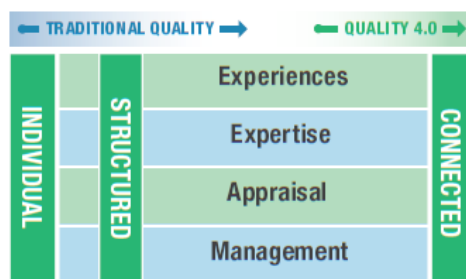 TRADITIONAL QUALITY
QUALITY 4.0
INDIVIDUAL
STRUCTURED
Experiences
Expertise
Appraisal
Management
CONNECTED